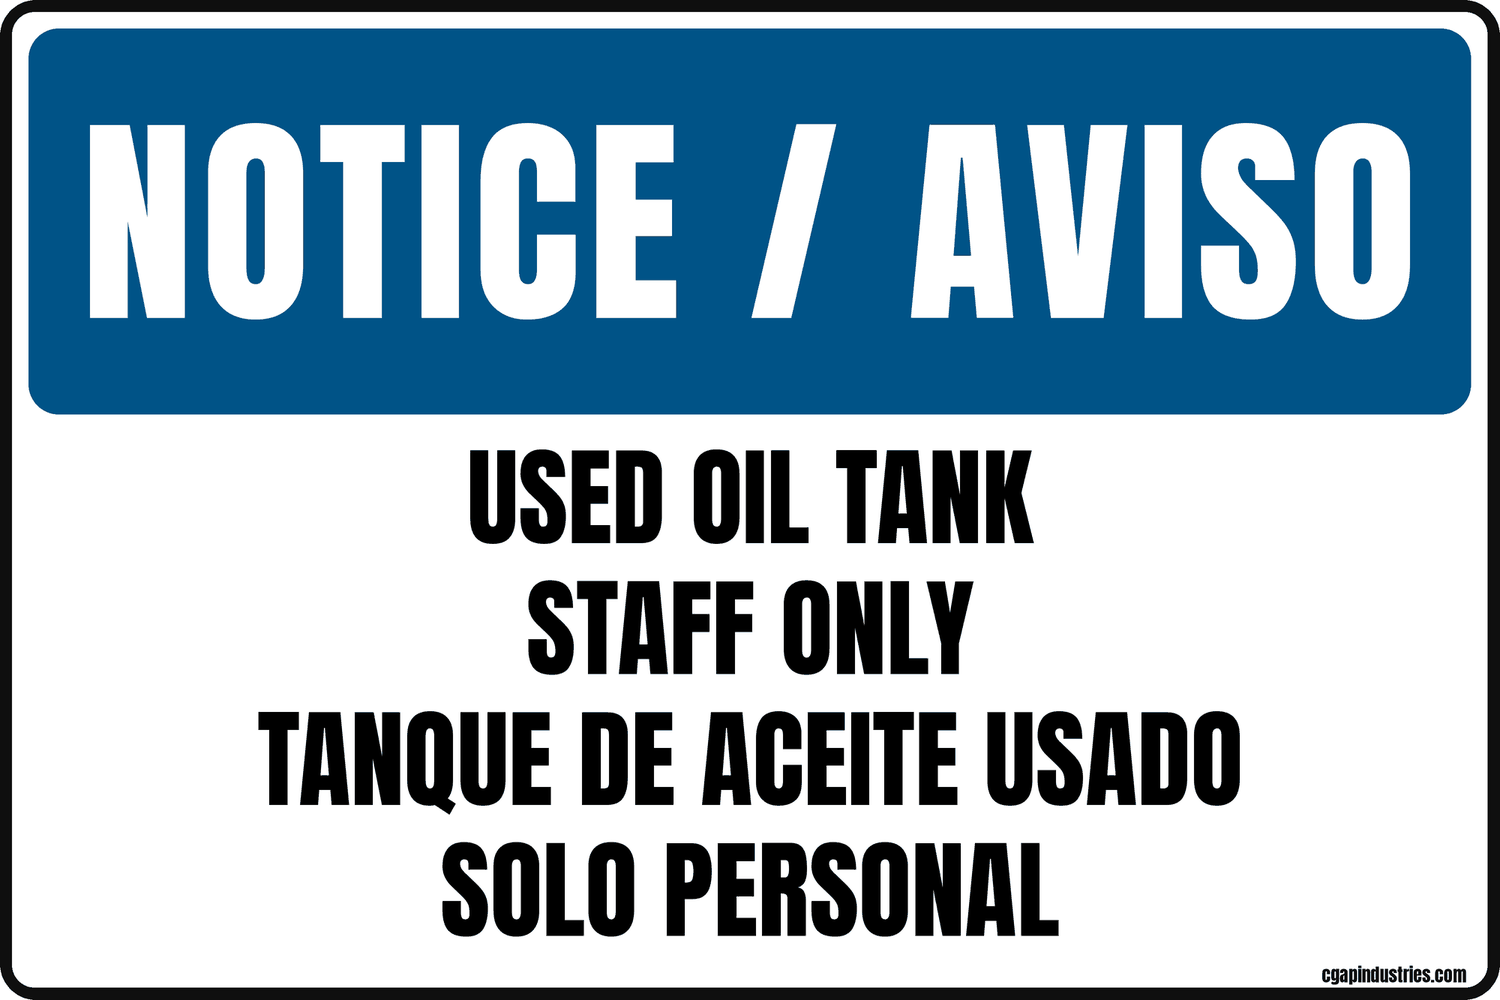 NOTICE / AVISO
USED OIL TANK
STAFF ONLY
TANQUE DE ACEITE USADO
SOLO PERSONAL
cgapindustries.com